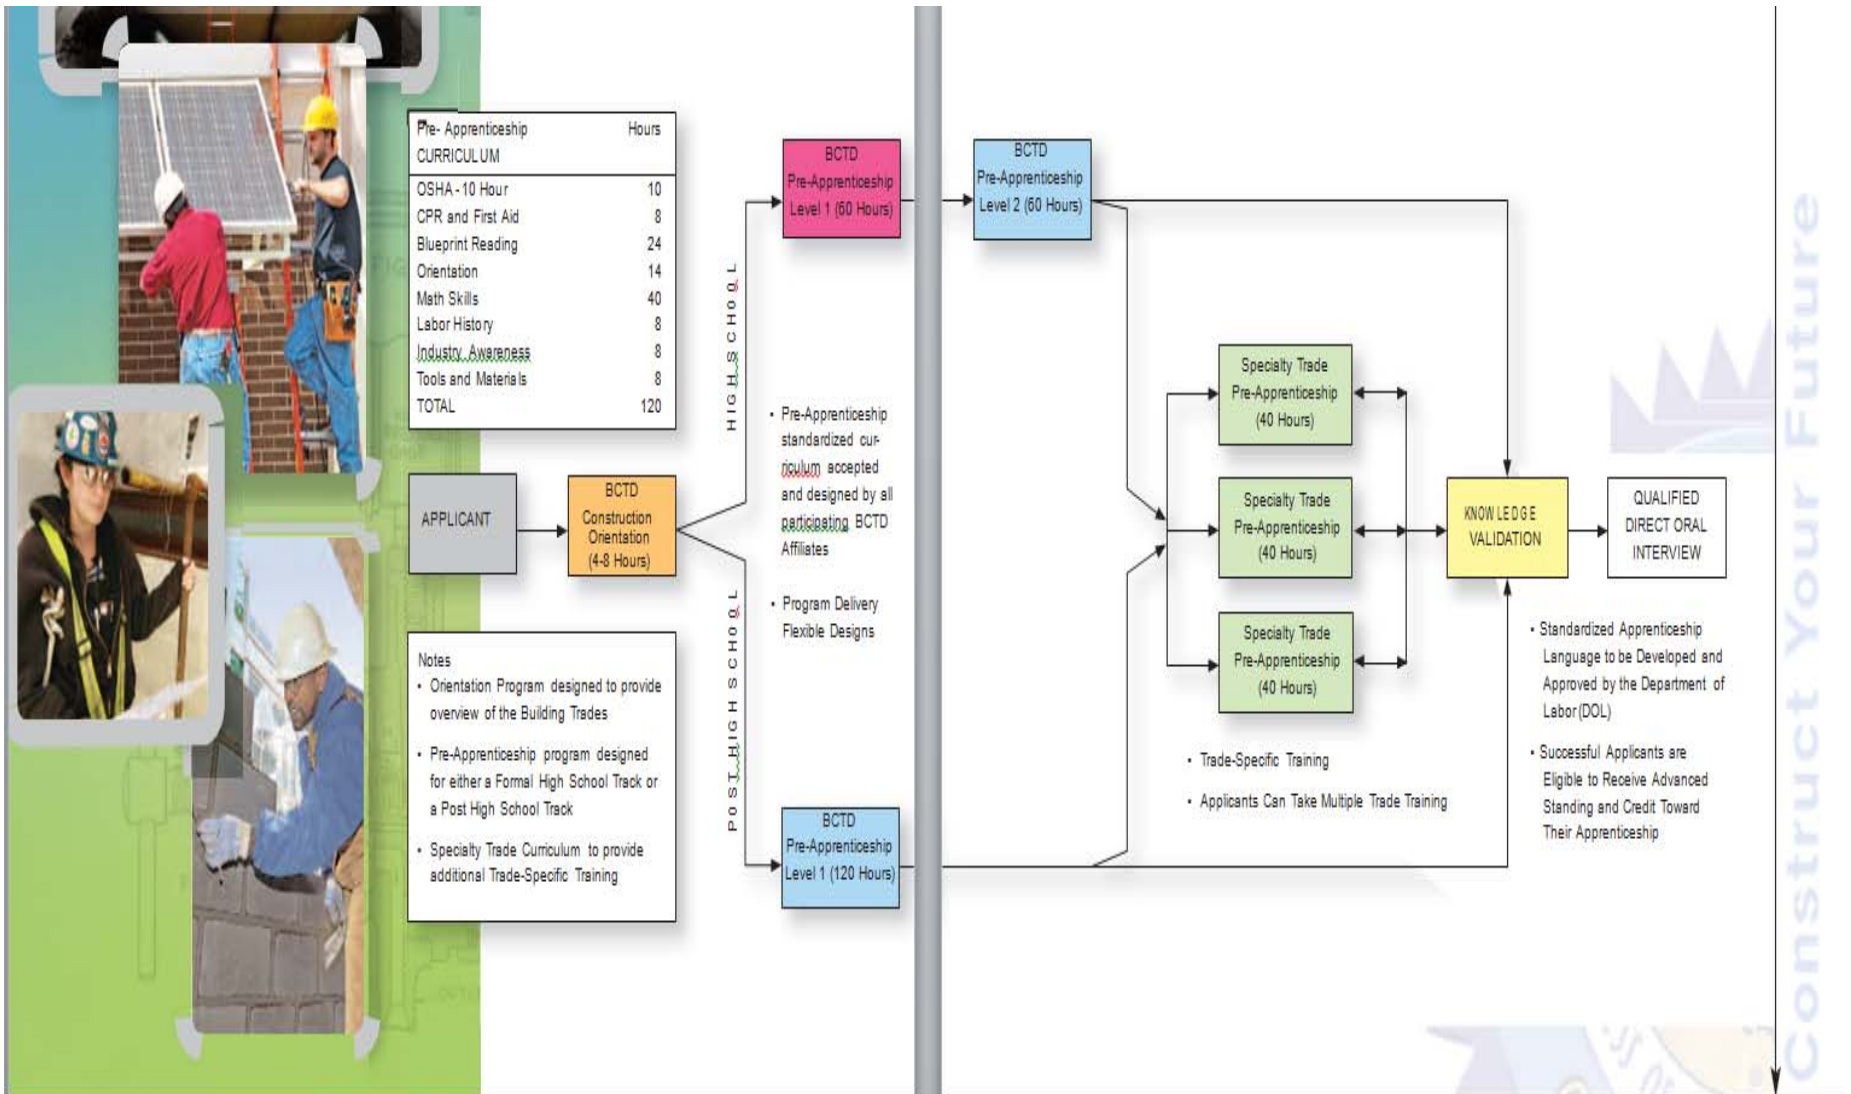 Pre- Apprenticeship Hours
CURRICULUM
OSHA - 10 Hour 10
CPR and First Aid 8
Blueprint Reading 24
Orientation 14
Math Skills 40
Labor History 8
Industry Awareness 8
Tools and Materials 8
TOTAL 120
APPLICANT
BCTD
Construction
Orientation
(4-8 Hours)
Notes
• Orientation Program designed to provide
overview of the Building Trades
• Pre-Apprenticeship program designed
for either a Formal High School Track or
a Post High School Track
• Specialty Trade Curriculum to provide
additional Trade-Specific Training
HIGH SCHOOL
POST HIGH SCHOOL
BCTD
Pre-Apprenticeship
Level 1 (60 Hours)
• Pre-Apprenticeship
standardized cur-
riculum accepted
and designed by all
participating BCTD
Affiliates
• Program Delivery
Flexible Designs
BCTD
Pre-Apprenticeship
Level 1 (120 Hours)
BCTD
Pre-Apprenticeship
Level 2 (60 Hours)
Specialty Trade
Pre-Apprenticeship
(40 Hours)
Specialty Trade
Pre-Apprenticeship
(40 Hours)
Specialty Trade
Pre-Apprenticeship
(40 Hours)
• Trade-Specific Training
• Applicants Can Take Multiple Trade Training
KNOWLEDGE
VALIDATION
QUALIFIED
DIRECT ORAL
INTERVIEW
• Standardized Apprenticeship
Language to be Developed and
Approved by the Department of
Labor (DOL)
• Successful Applicants are
Eligible to Receive Advanced
Standing and Credit Toward
Their Apprenticeship
Construct Your Future